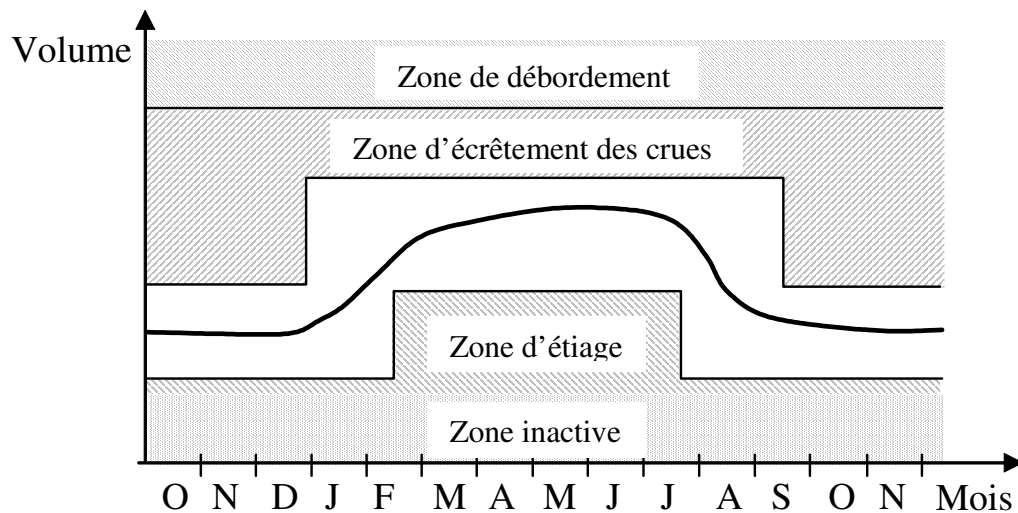 Volume
Zone de débordement
Zone d’écrêtement des crues
Zone d’étiage
Zone inactive
O N D J F M A M J J A S O N Mois